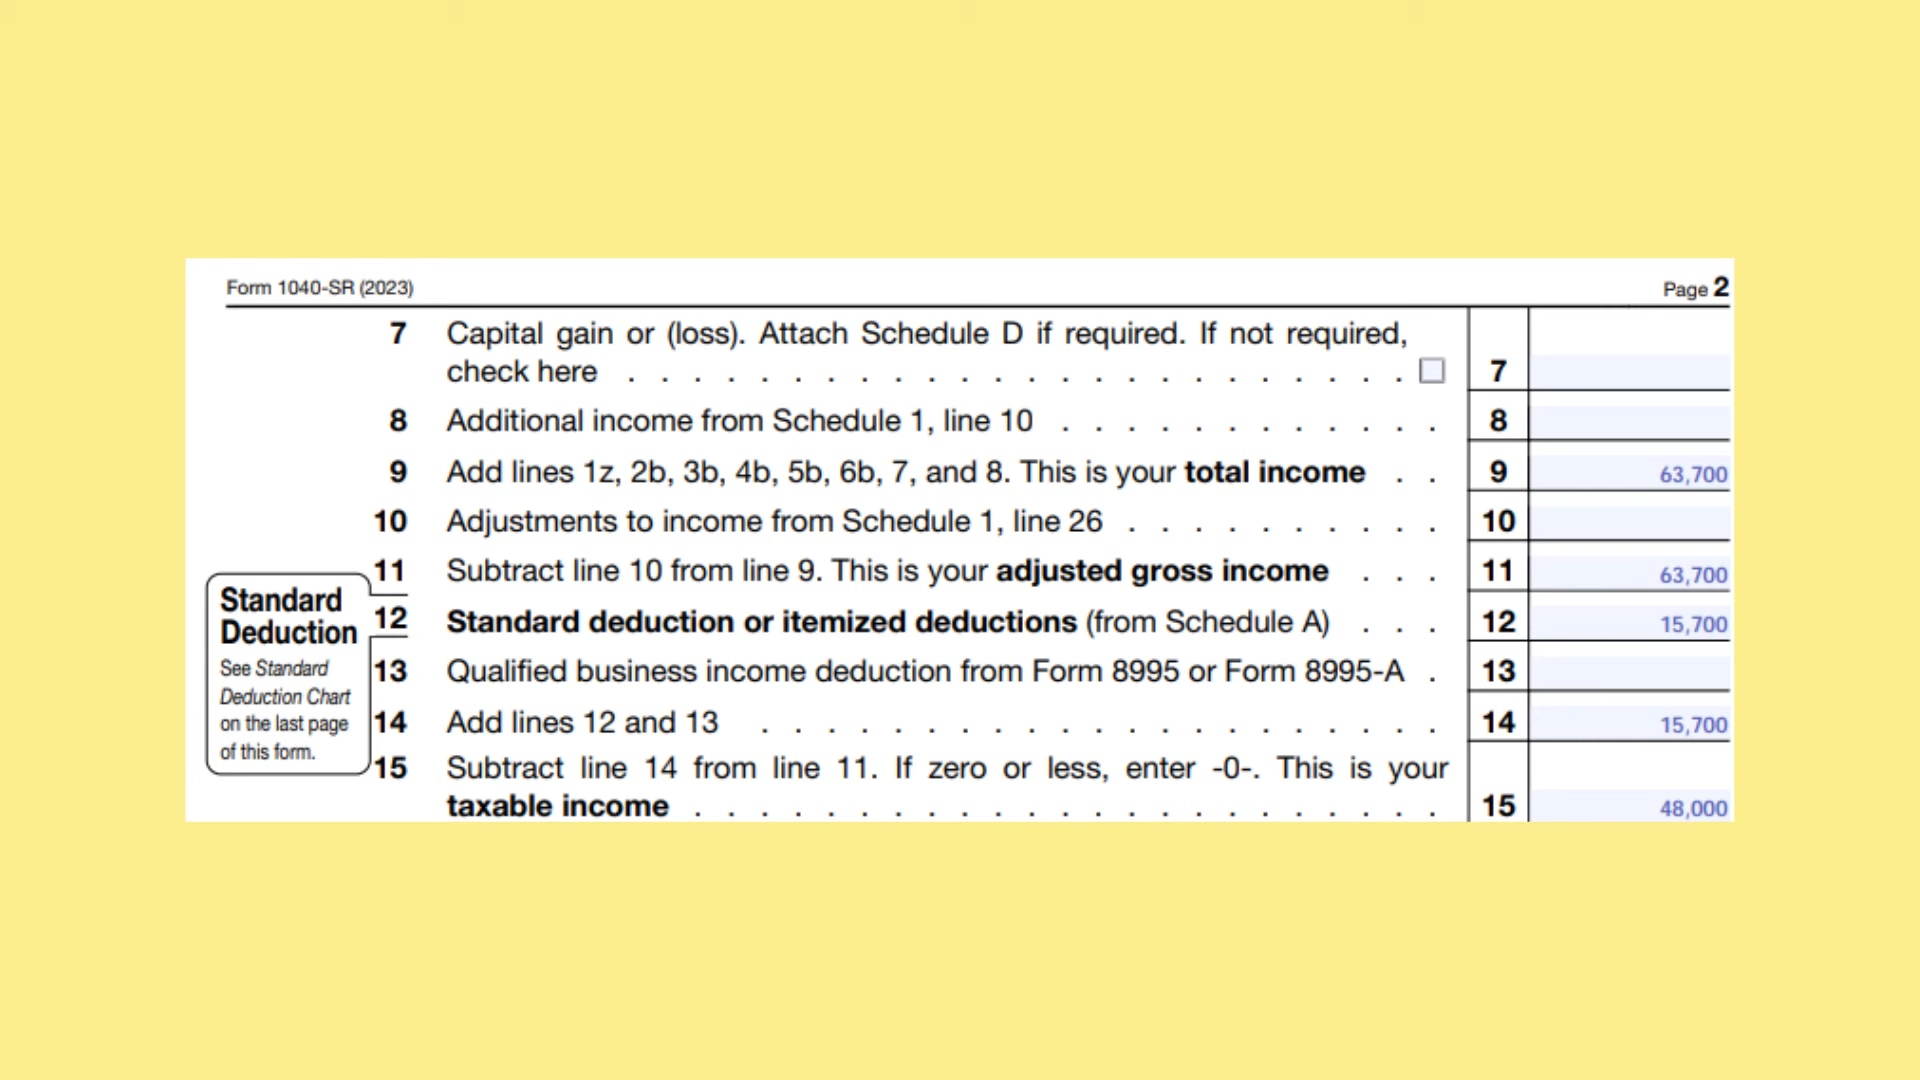 Form 1040-SR (2023) Page 2
7 Capital gain or (loss). Attach Schedule D if required. If not required,
check here . . . . . . . . . . . . . . . . . . . . . . . . 7
8 Additional income from Schedule 1, line 10 . . . . . . . . . . . . 8
9 Add lines 1z, 2b, 3b, 4b, 5b, 6b, 7, and 8. This is your total income . . 9 63,700
10 Adjustments to income from Schedule 1, line 26 . . . . . . . . . . 10
11 Subtract line 10 from line 9. This is your adjusted gross income . . . 11 63,700
Standard
Deduction
See Standard
Deduction Chart
on the last page
of this form.
12 Standard deduction or itemized deductions (from Schedule A) . . . 12 15,700
13 Qualified business income deduction from Form 8995 or Form 8995-A . 13
14 Add lines 12 and 13 . . . . . . . . . . . . . . . . . . . . . 14 15,700
15 Subtract line 14 from line 11. If zero or less, enter -0-. This is your
taxable income . . . . . . . . . . . . . . . . . . . . . . . 15 48,000